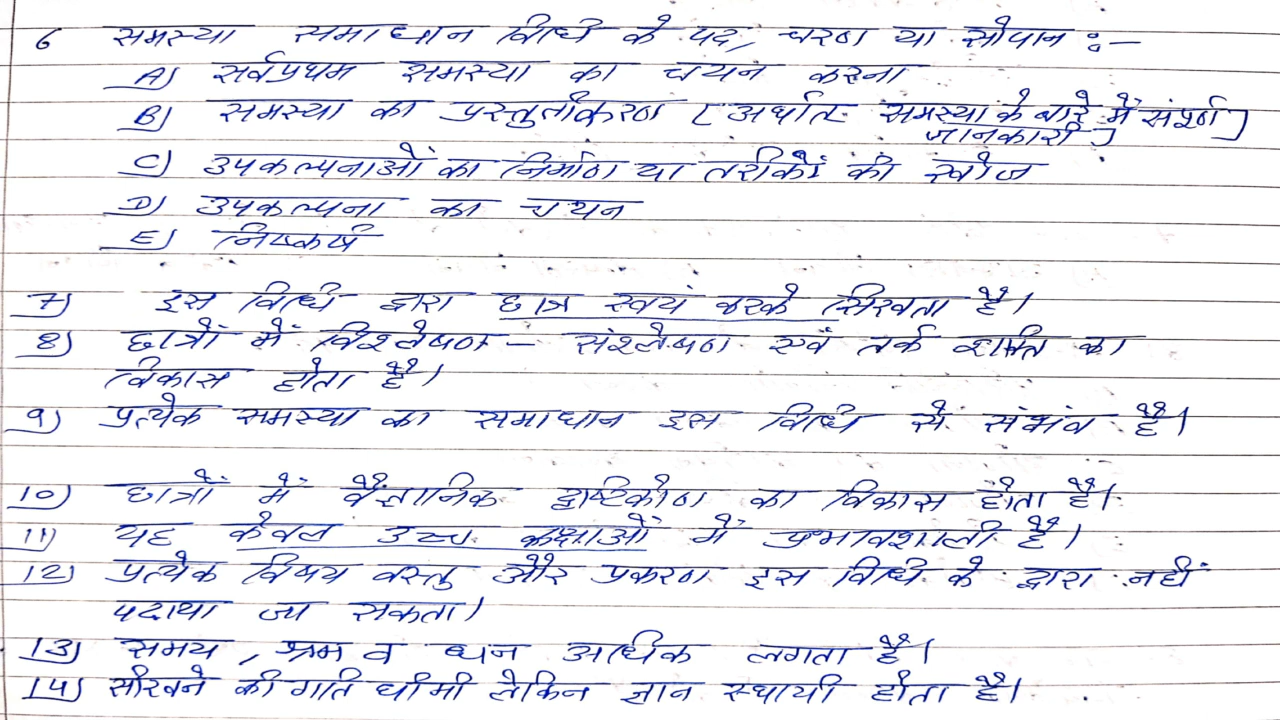 6 समस्या समाधान विधि के पद, चरण या सोपान :-
A) सर्वप्रथम समस्या का चयन करना
B) समस्या का प्रस्तुतीकरण [अर्थात समस्या के बारे में संपूर्ण
जानकारी]
C) उपकल्पनाओं का निर्माण या तरीकों की खोज
D) उपकल्पना का चयन
E) निष्कर्ष
7) इस विधि द्वारा छात्र स्वयं करके सिखता है।
8) छात्रों में विश्लेषण - संश्लेषण एवं तर्क शक्ति का
विकास होता है।
9) प्रत्येक समस्या का समाधान इस विधि से संभव है।
10) छात्रों में वैज्ञानिक दृष्टिकोण का विकास होता है।
11) यह केवल उच्च कक्षाओं में प्रभावशाली है।
12) प्रत्येक विषय वस्तु और प्रकरण इस विधि के द्वारा नहीं
पढाया जा सकता।
13) समय, श्रम व धन अधिक लगता है।
14) सीखने की गति धीमी लेकिन ज्ञान स्थायी होता है।